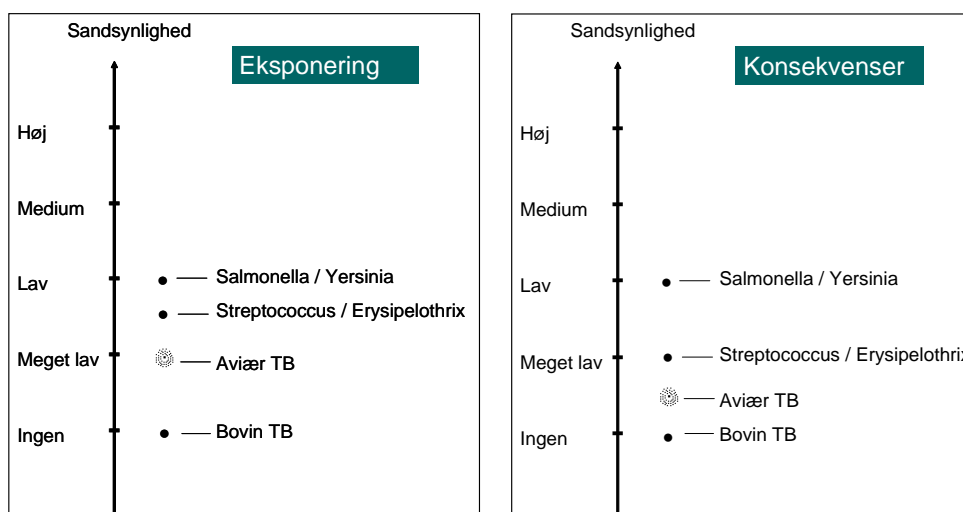 Sandsynlighed
Eksponering
Høj
Medium
Lav
Salmonella / Yersinia
Streptococcus / Erysipelothrix
Meget lav
Aviær TB
Ingen
Bovin TB
Sandsynlighed
Konsekvenser
Høj
Medium
Lav
Salmonella / Yersinia
Meget lav
Streptococcus / Erysipelothrix
Aviær TB
Ingen
Bovin TB